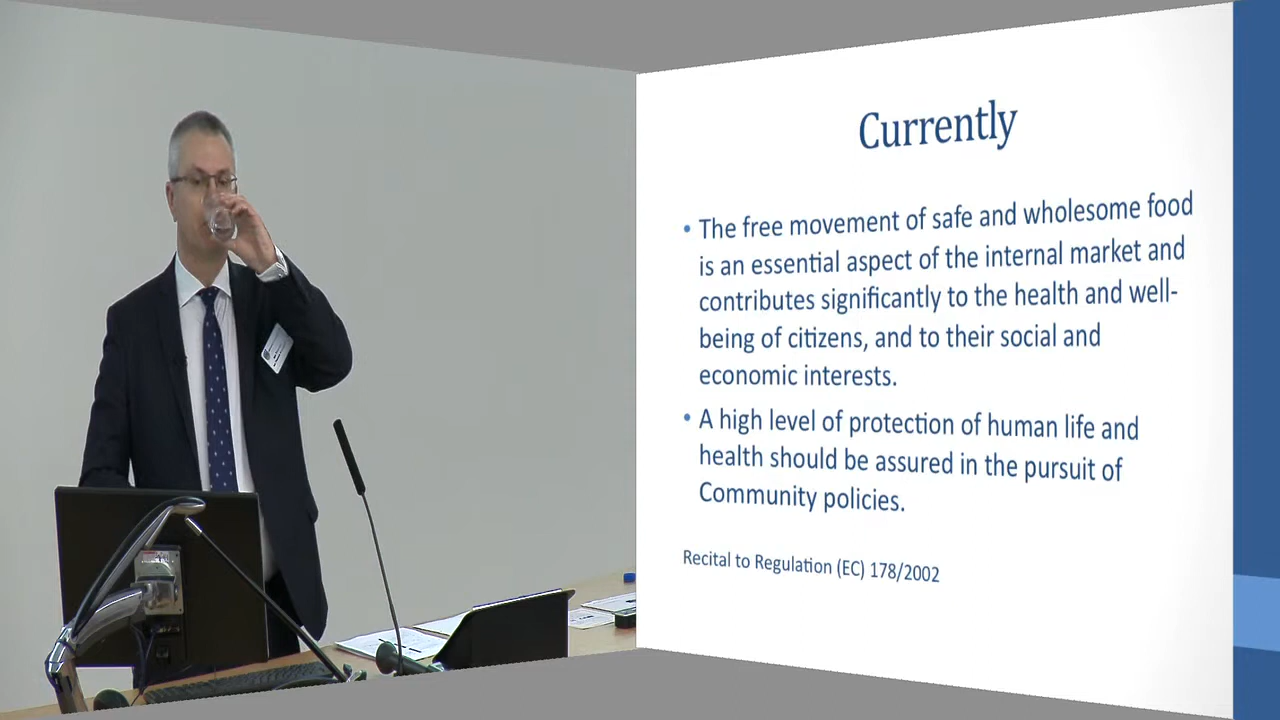 Currently
• The free movement of safe and wholesome food
is an essential aspect of the internal market and
contributes significantly to the health and well-
being of citizens, and to their social and
economic interests.
• A high level of protection of human life and
health should be assured in the pursuit of
Community policies.
Recital to Regulation (EC) 178/2002